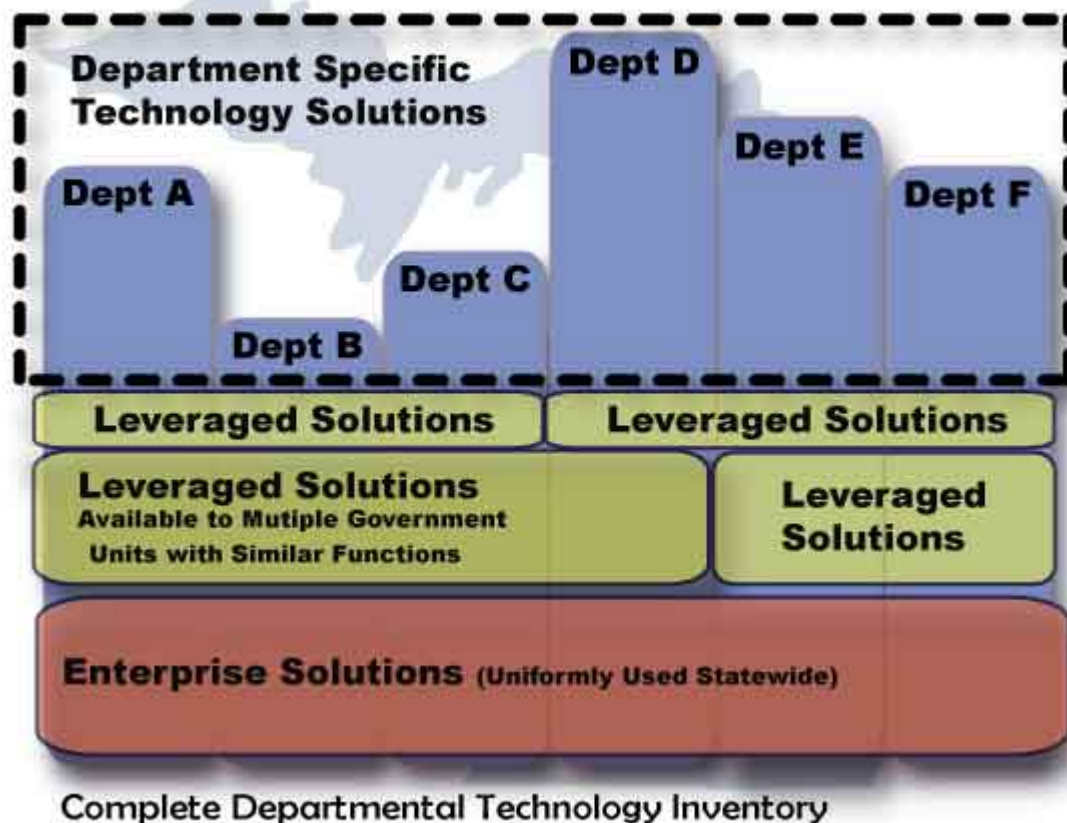 Department Specific
Technology Solutions
Dept A
Dept B
Dept C
Dept D
Dept E
Dept F
Leveraged Solutions
Leveraged Solutions
Leveraged Solutions
Available to Mutiple Government
Units with Similar Functions
Leveraged
Solutions
Enterprise Solutions (Uniformly Used Statewide)
Complete Departmental Technology Inventory